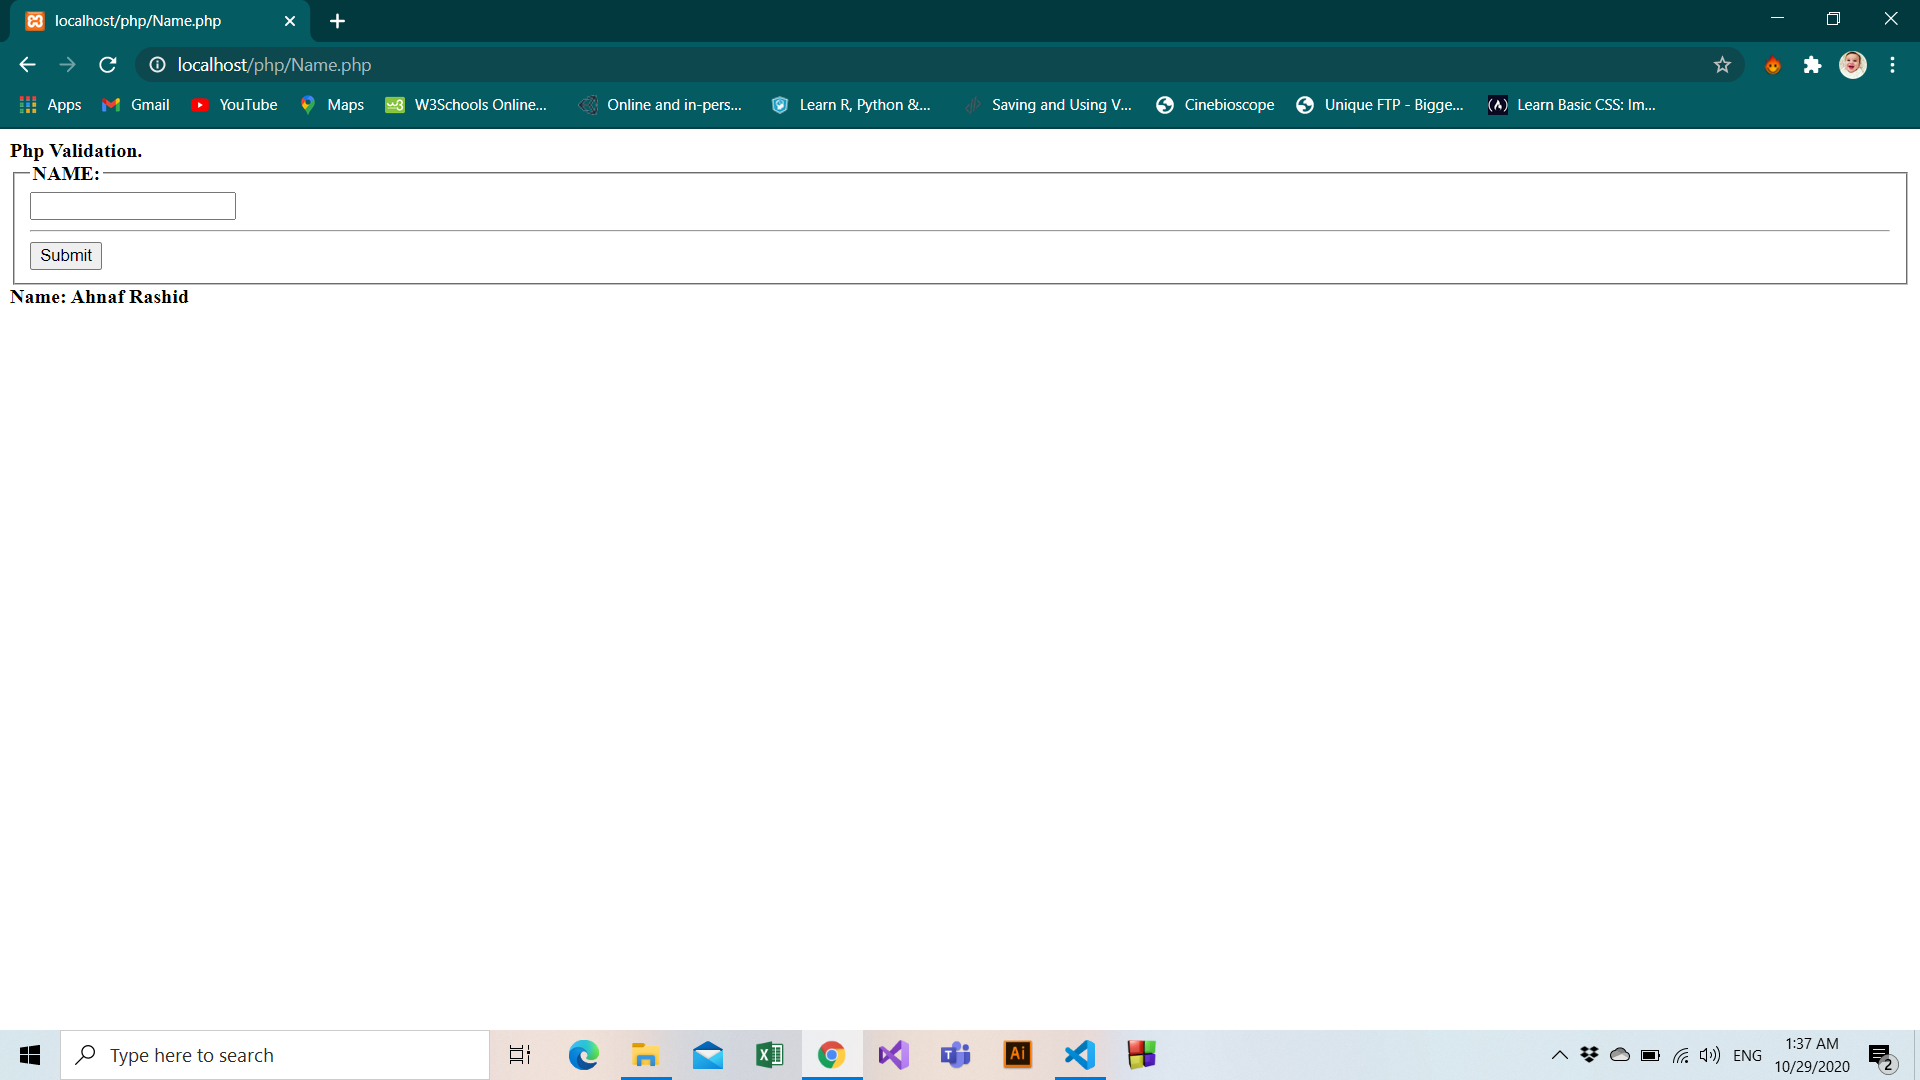 localhost/php/Name.php
localhost/php/Name.php
Apps Gmail YouTube Maps W3Schools Online... Online and in-pers... Learn R, Python &... Saving and Using V... Cinebioscope Unique FTP - Bigge... Learn Basic CSS: Im...
Php Validation.
NAME:
Submit
Name: Ahnaf Rashid
Type here to search
ENG
1:37 AM
10/29/2020
2